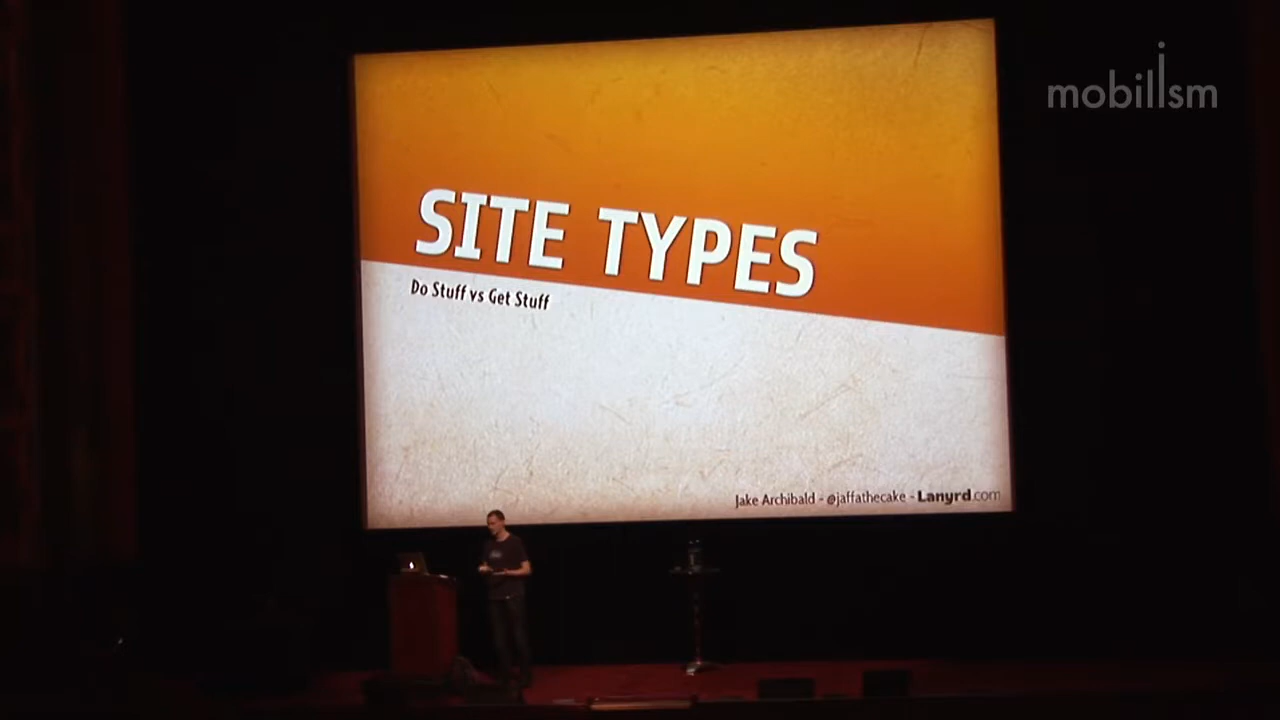 mobilism
SITE TYPES
Do Stuff vs Get Stuff
Jake Archibald - @jaffathecake - Lanyrd.com